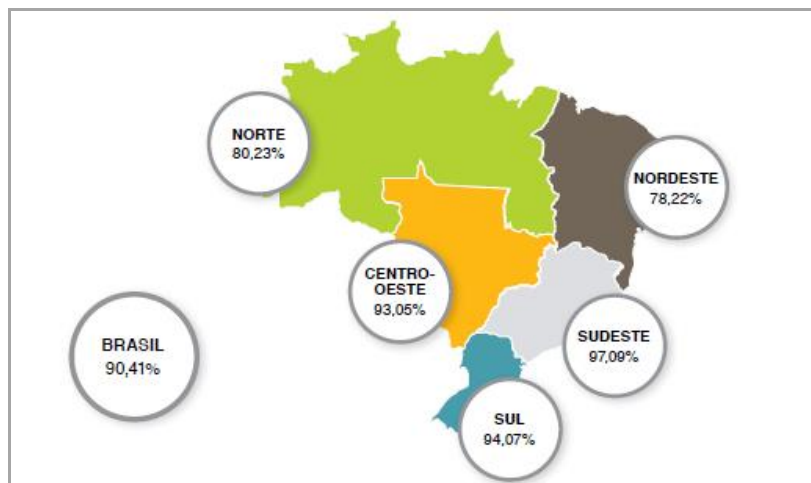 NORTE
80,23%
NORDESTE
78,22%
CENTRO-
OESTE
93,05%
BRASIL
90,41%
SUDESTE
97,09%
SUL
94,07%